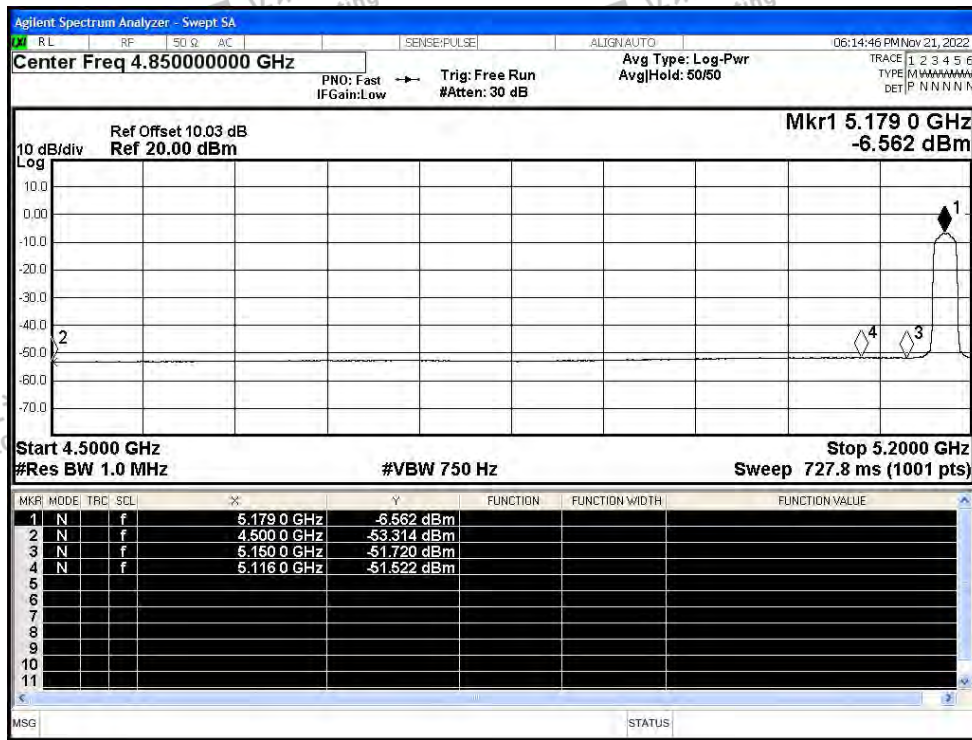 Agilent Spectrum Analyzer - Swept SA
LXI RL RF 50 Ω AC SENSE:PULSE ALIGNAUTO 06:14:46 PM Nov 21, 2022
Center Freq 4.850000000 GHz
PNO: Fast
IFGain:Low
Trig: Free Run
#Atten: 30 dB
Avg Type: Log-Pwr
Avg|Hold: 50/50
TRACE 1 2 3 4 5 6
TYPE MWWWWW
DET P N N N N N
Mkr1 5.179 0 GHz
-6.562 dBm
Ref Offset 10.03 dB
10 dB/div Ref 20.00 dBm
Log
10.0
0.00
-10.0
-20.0
-30.0
-40.0
-50.0
-60.0
-70.0
1
2
4
3
Start 4.5000 GHz Stop 5.2000 GHz
#Res BW 1.0 MHz #VBW 750 Hz Sweep 727.8 ms (1001 pts)
MKR MODE TRC SCL X Y FUNCTION FUNCTION WIDTH FUNCTION VALUE
1 N f 5.179 0 GHz -6.562 dBm
2 N f 4.500 0 GHz -53.314 dBm
3 N f 5.150 0 GHz -51.720 dBm
4 N f 5.116 0 GHz -51.522 dBm
5
6
7
8
9
10
11
MSG STATUS